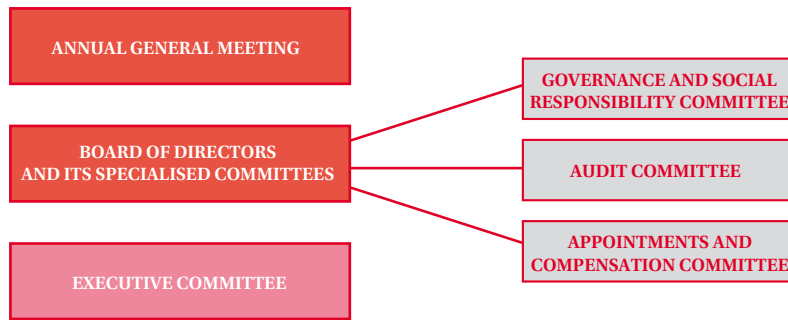 ANNUAL GENERAL MEETING
BOARD OF DIRECTORS
AND ITS SPECIALISED COMMITTEES
EXECUTIVE COMMITTEE
GOVERNANCE AND SOCIAL
RESPONSIBILITY COMMITTEE
AUDIT COMMITTEE
APPOINTMENTS AND
COMPENSATION COMMITTEE